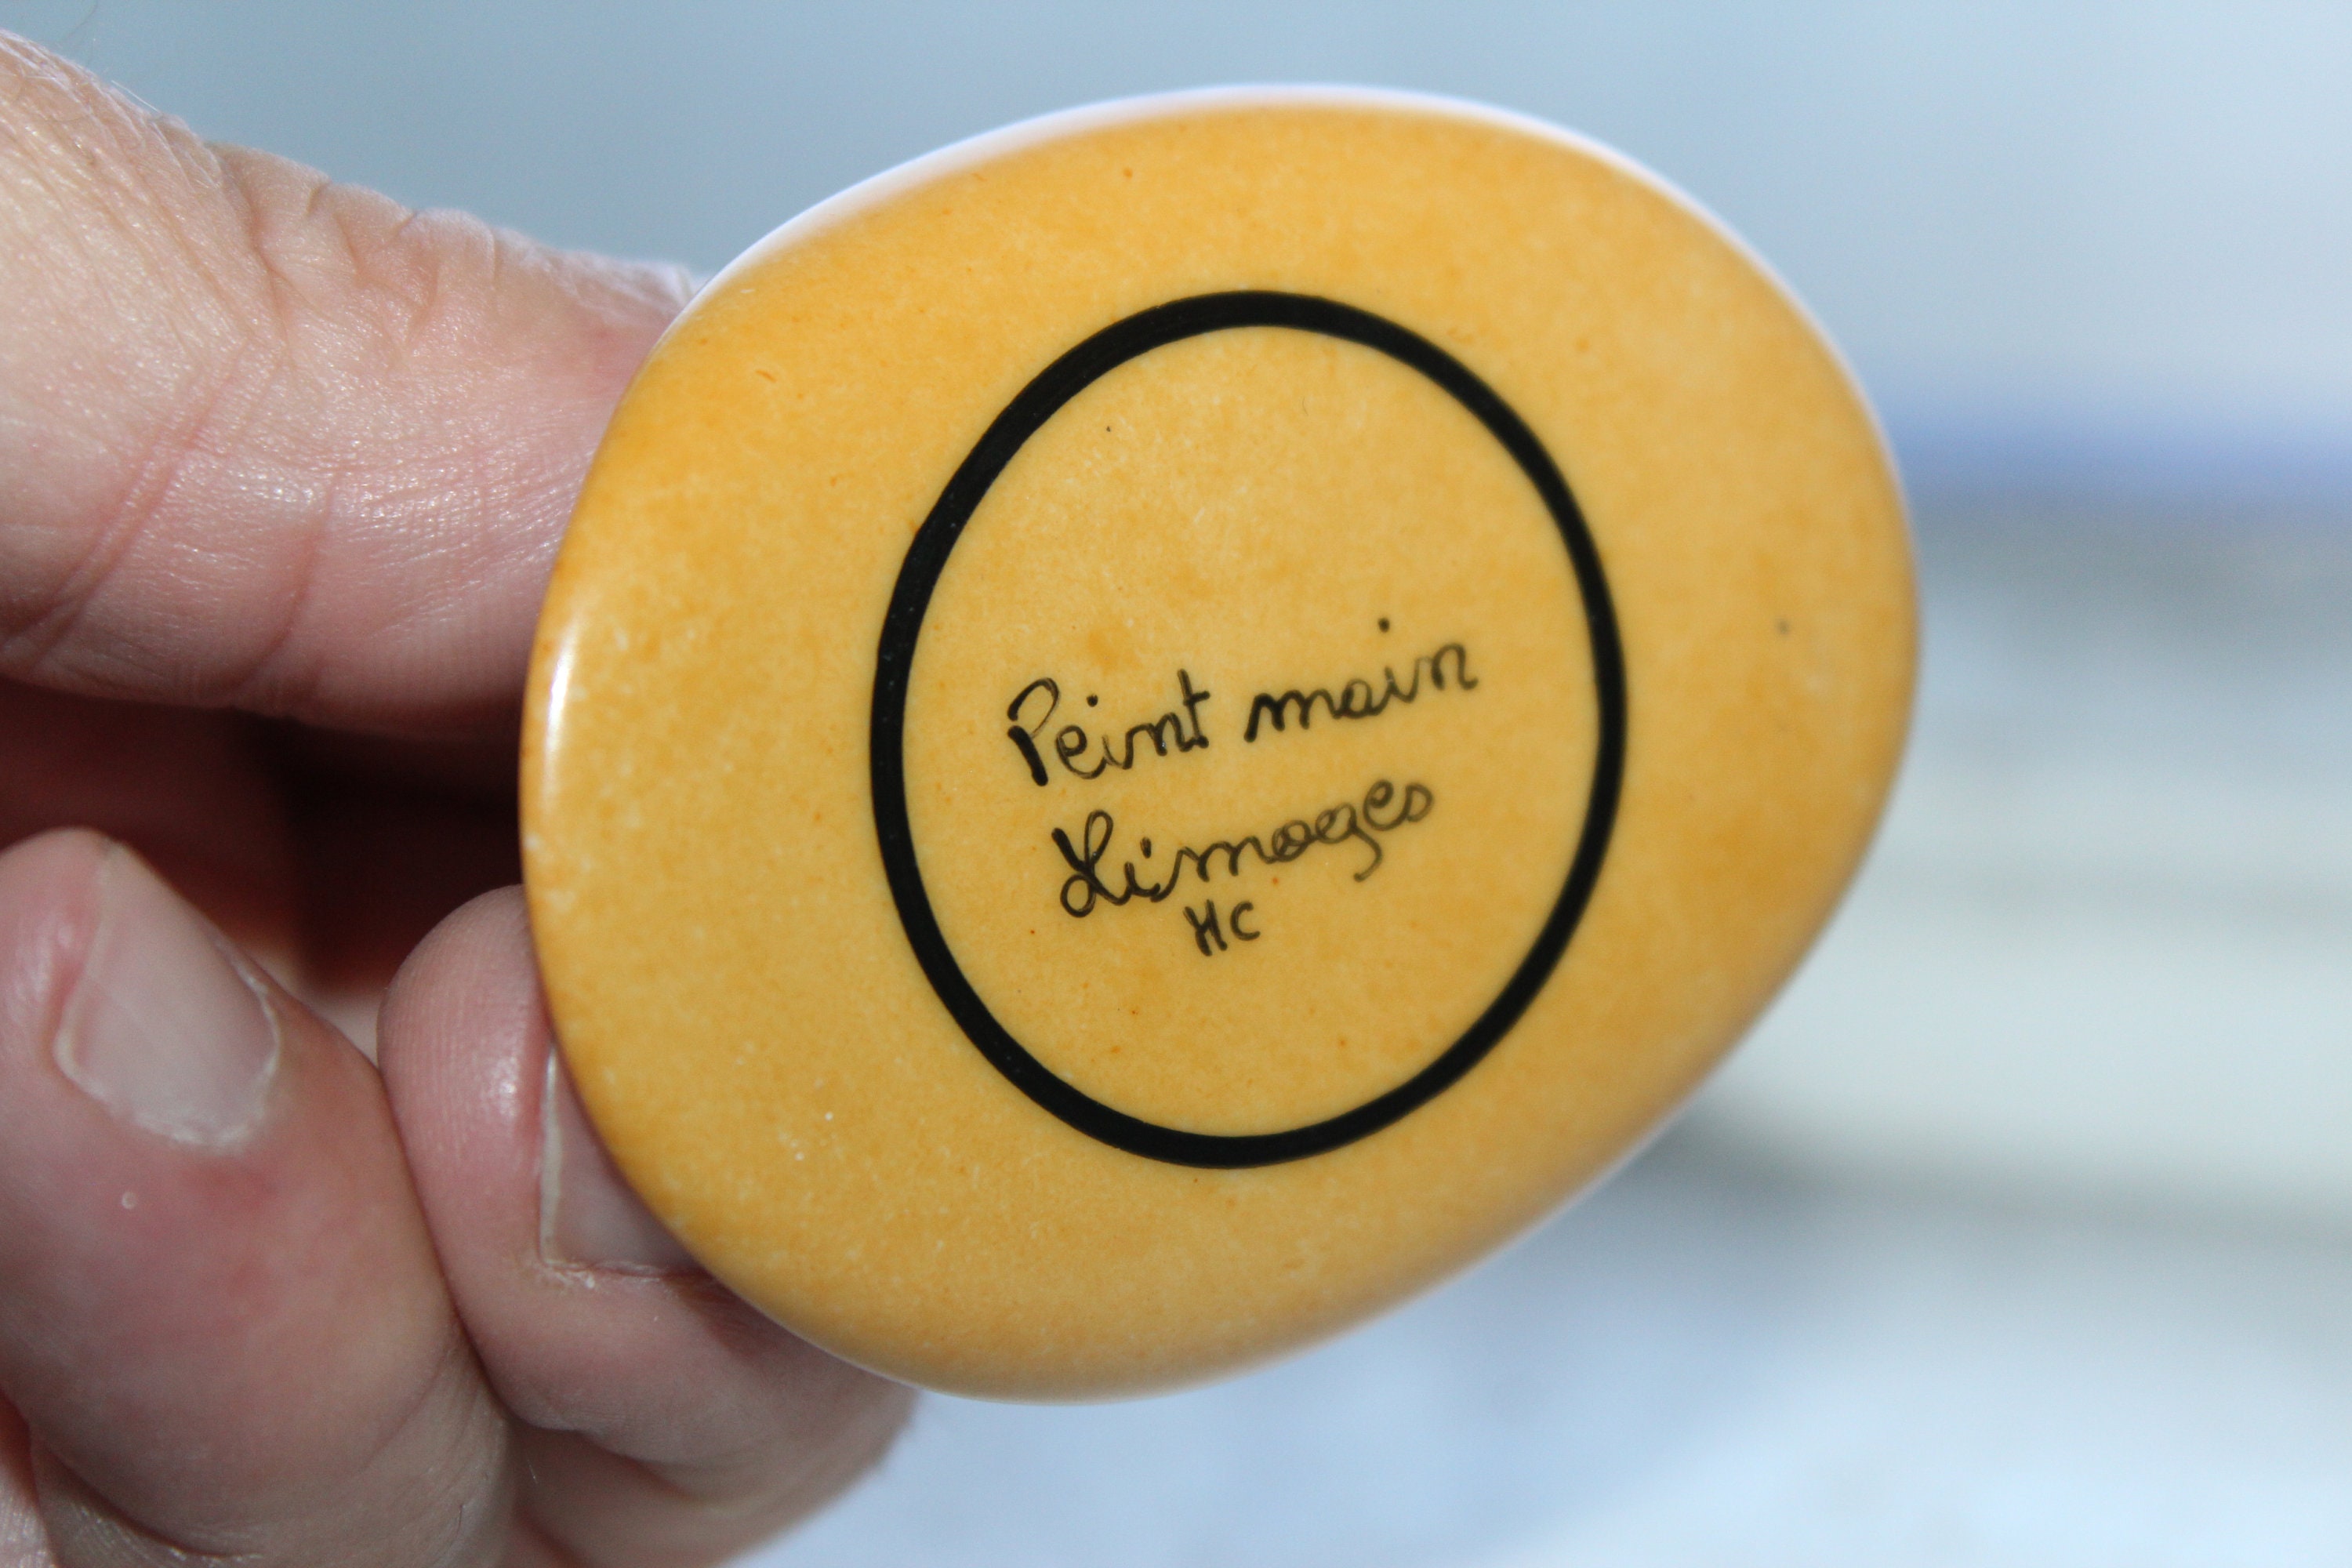 Peint main
Limoges
HC